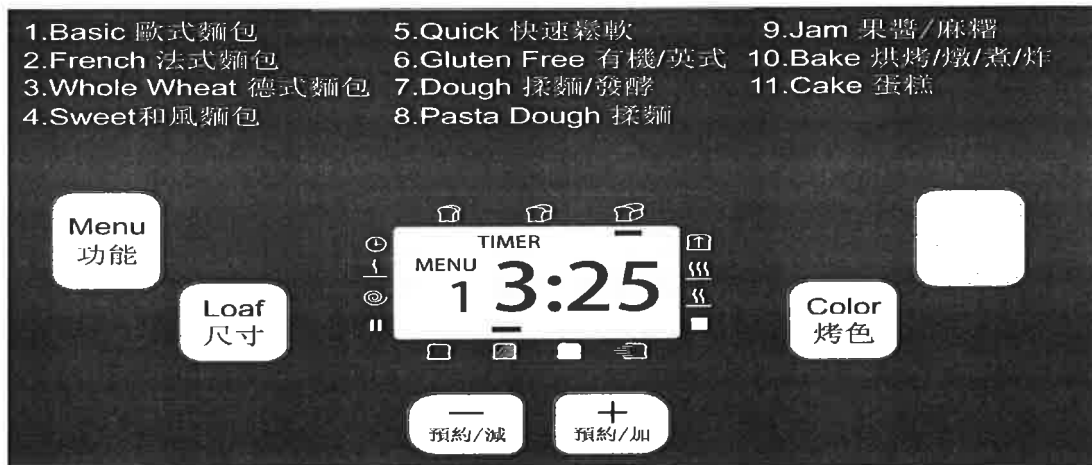 1.Basic 歐式麵包
2.French 法式麵包
3.Whole Wheat 德式麵包
4.Sweet和風麵包
5.Quick 快速鬆軟
6.Gluten Free 有機/英式
7.Dough 揉麵/發酵
8.Pasta Dough 揉麵
9.Jam 果醬/麻糬
10.Bake 烘烤/燉/煮/炸
11.Cake 蛋糕
Menu
功能
Loaf
尺寸
TIMER
MENU
1 3:25
Color
烤色
—
預約/減
+
預約/加